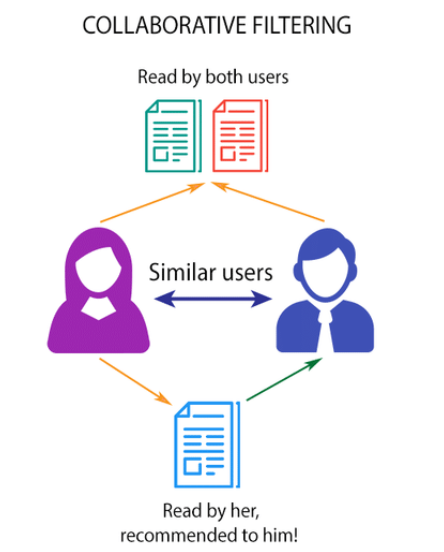 COLLABORATIVE FILTERING
Read by both users
Similar users
Read by her,
recommended to him!